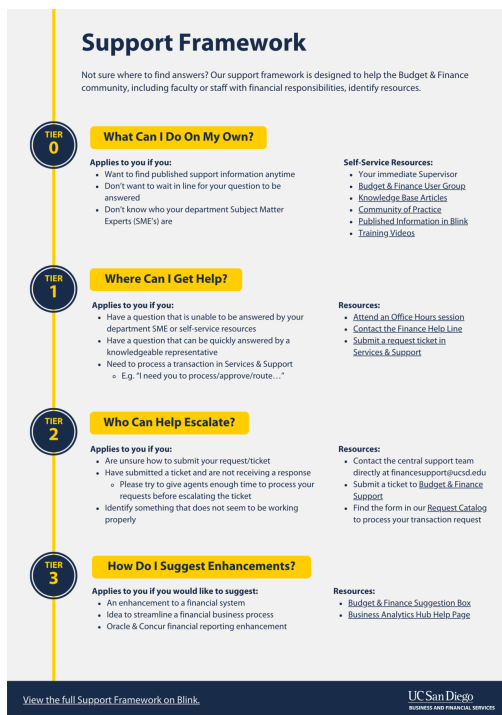 Support Framework
Not sure where to find answers? Our support framework is designed to help the Budget & Finance
community, including faculty or staff with financial responsibilities, identify resources.
TIER
0
What Can I Do On My Own?
Applies to you if you:
• Want to find published support information anytime
• Don't want to wait in line for your question to be
answered
• Don't know who your department Subject Matter
Experts (SME's) are
Self-Service Resources:
• Your immediate Supervisor
• Budget & Finance User Group
• Knowledge Base Articles
• Community of Practice
• Published Information in Blink
• Training Videos
TIER
1
Where Can I Get Help?
Applies to you if you:
• Have a question that is unable to be answered by your
department SME or self-service resources
• Have a question that can be quickly answered by a
knowledgeable representative
• Need to process a transaction in Services & Support
◦ E.g. "I need you to process/approve/route…"
Resources:
• Attend an Office Hours session
• Contact the Finance Help Line
• Submit a request ticket in
Services & Support
TIER
2
Who Can Help Escalate?
Applies to you if you:
• Are unsure how to submit your request/ticket
• Have submitted a ticket and are not receiving a response
◦ Please try to give agents enough time to process your
requests before escalating the ticket
• Identify something that does not seem to be working
properly
Resources:
• Contact the central support team
directly at financesupport@ucsd.edu
• Submit a ticket to Budget & Finance
Support
• Find the form in our Request Catalog
to process your transaction request
TIER
3
How Do I Suggest Enhancements?
Applies to you if you would like to suggest:
• An enhancement to a financial system
• Idea to streamline a financial business process
• Oracle & Concur financial reporting enhancement
Resources:
• Budget & Finance Suggestion Box
• Business Analytics Hub Help Page
View the full Support Framework on Blink.
UC San Diego
BUSINESS AND FINANCIAL SERVICES